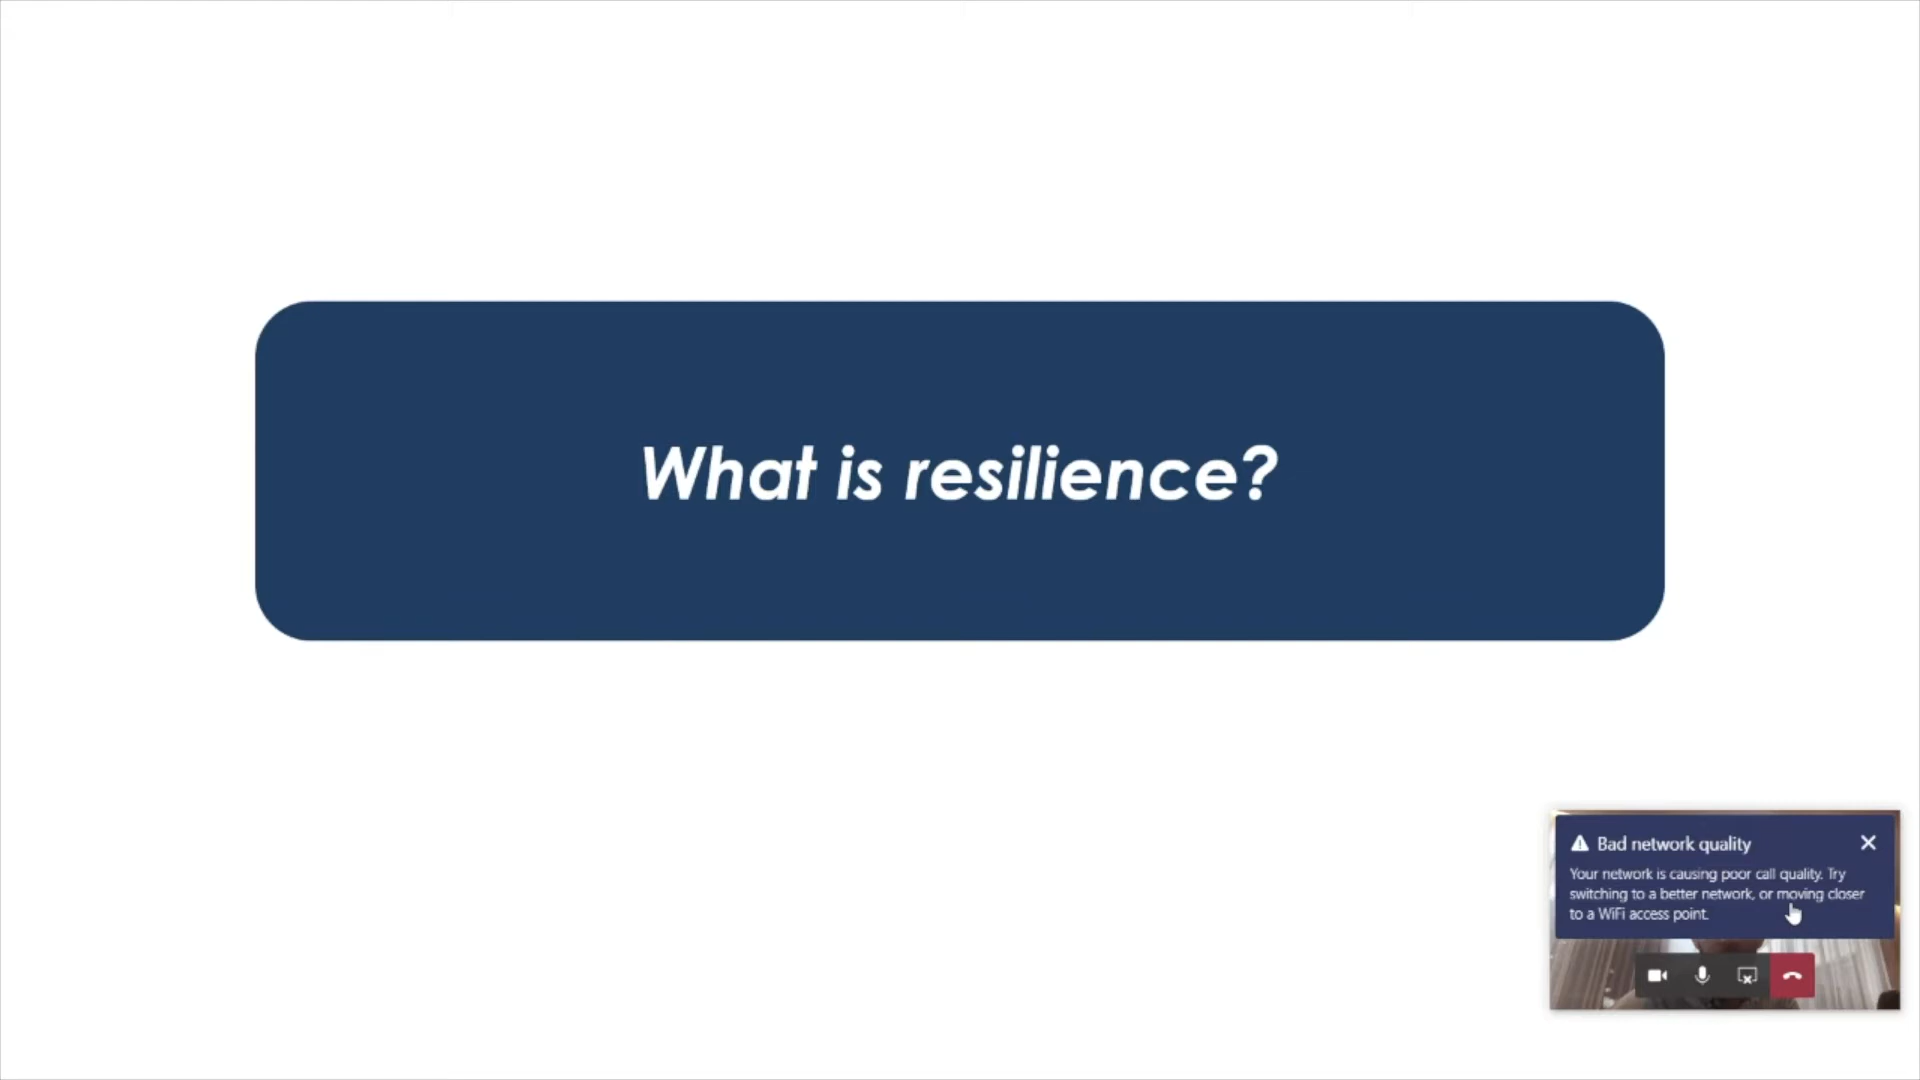 What is resilience?
Bad network quality
Your network is causing poor call quality. Try
switching to a better network, or moving closer
to a WiFi access point.